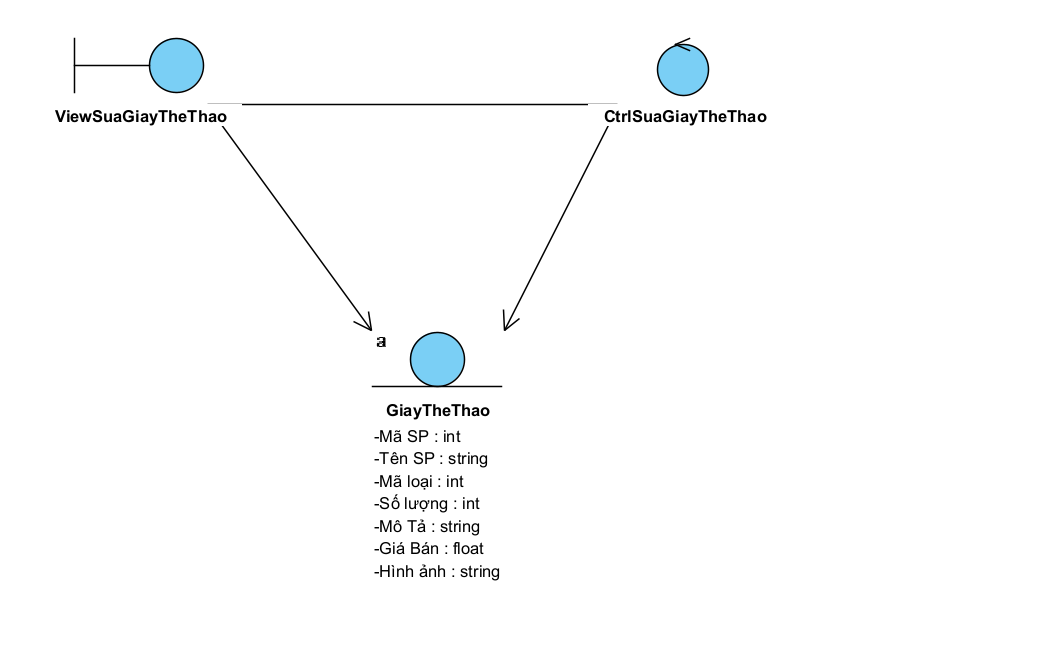 ViewSuaGiayTheThao
CtrlSuaGiayTheThao
GiayTheThao
-Mã SP : int
-Tên SP : string
-Mã loại : int
-Số lượng : int
-Mô Tả : string
-Giá Bán : float
-Hình ảnh : string